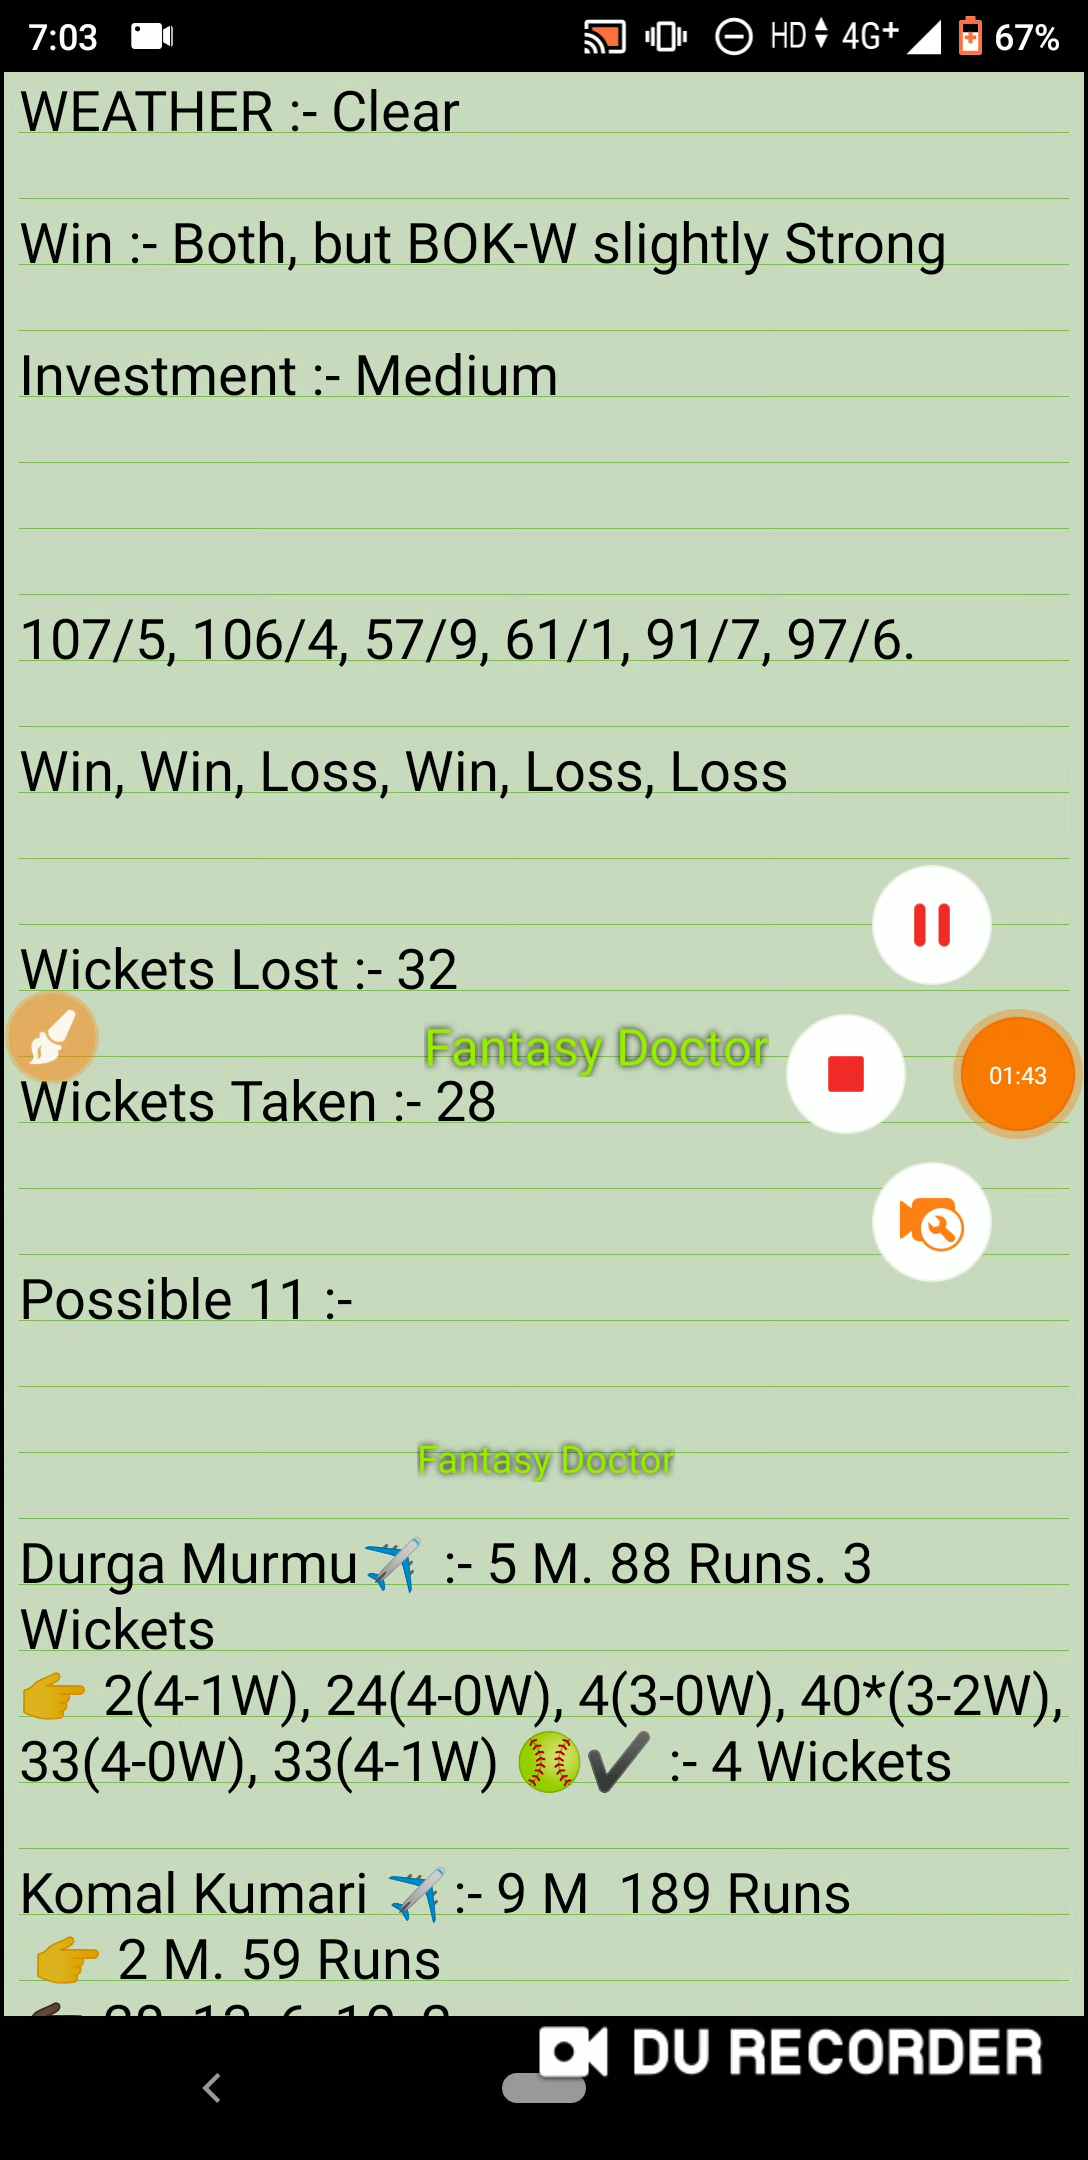 7:03 HD 4G+ 67%
WEATHER :- Clear
Win :- Both, but BOK-W slightly Strong
Investment :- Medium
107/5, 106/4, 57/9, 61/1, 91/7, 97/6.
Win, Win, Loss, Win, Loss, Loss
Wickets Lost :- 32
Fantasy Doctor
01:43
Wickets Taken :- 28
Possible 11 :-
Fantasy Doctor
Durga Murmu✈️ :- 5 M. 88 Runs. 3
Wickets
👉 2(4-1W), 24(4-0W), 4(3-0W), 40*(3-2W),
33(4-0W), 33(4-1W) 🥎✔️ :- 4 Wickets
Komal Kumari ✈️:- 9 M  189 Runs
👉 2 M. 59 Runs
DU RECORDER